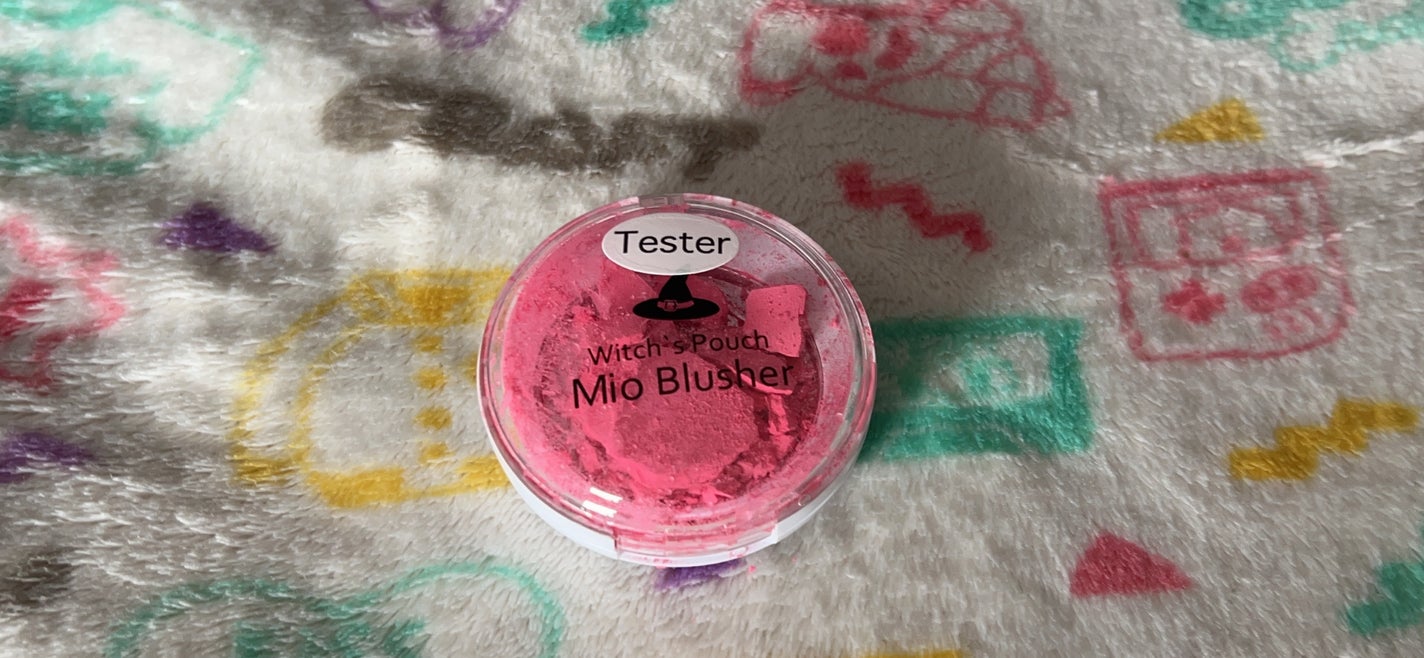 Tester
Witch's Pouch
Mio Blusher